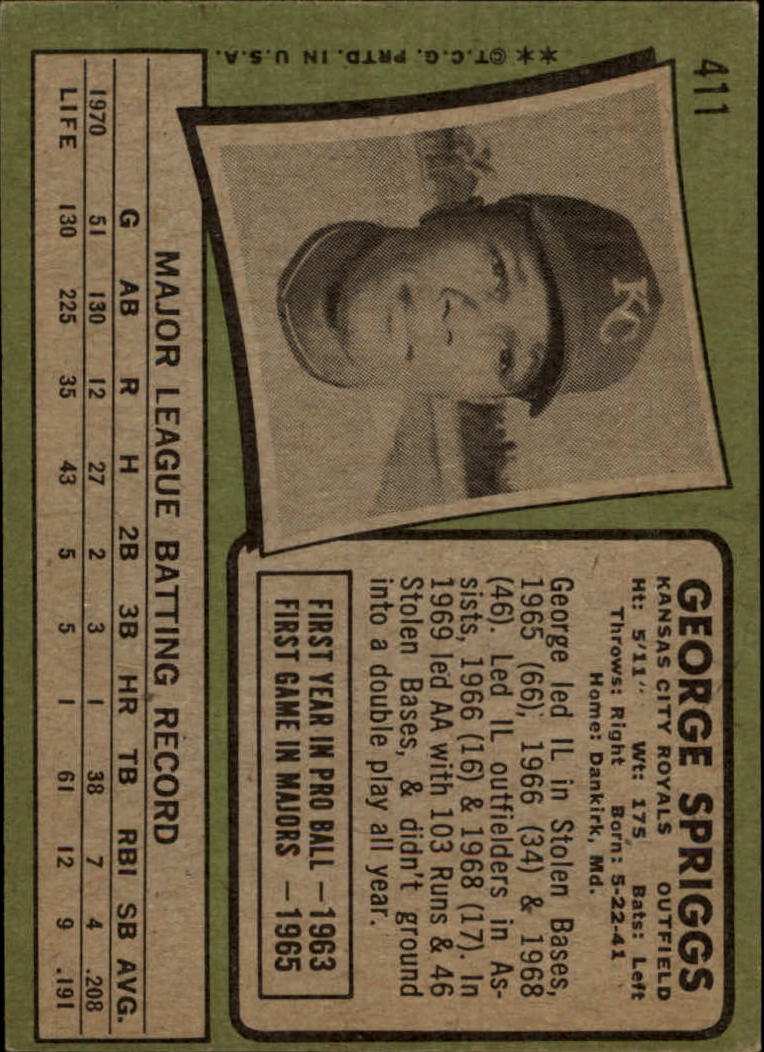 411
**©T.C.G. PRTD. IN U.S.A.
KC
GEORGE SPRIGGS
KANSAS CITY ROYALS OUTFIELD
Ht: 5'11" Wt: 175, Bats: Left
Throws: Right Born: 5-22-41
Home: Dankirk, Md.
George led IL in Stolen Bases,
1965 (66), 1966 (34) & 1968
(46). Led IL outfielders in As-
sists, 1966 (16) & 1968 (17). In
1969 led AA with 103 Runs & 46
Stolen Bases, & didn't ground
into a double play all year.
FIRST YEAR IN PRO BALL — 1963
FIRST GAME IN MAJORS — 1965
MAJOR LEAGUE BATTING RECORD
G AB R H 2B 3B HR TB RBI SB AVG.
1970 51 130 12 27 2 3 1 38 7 4 .208
LIFE 130 225 35 43 5 5 1 61 12 9 .191